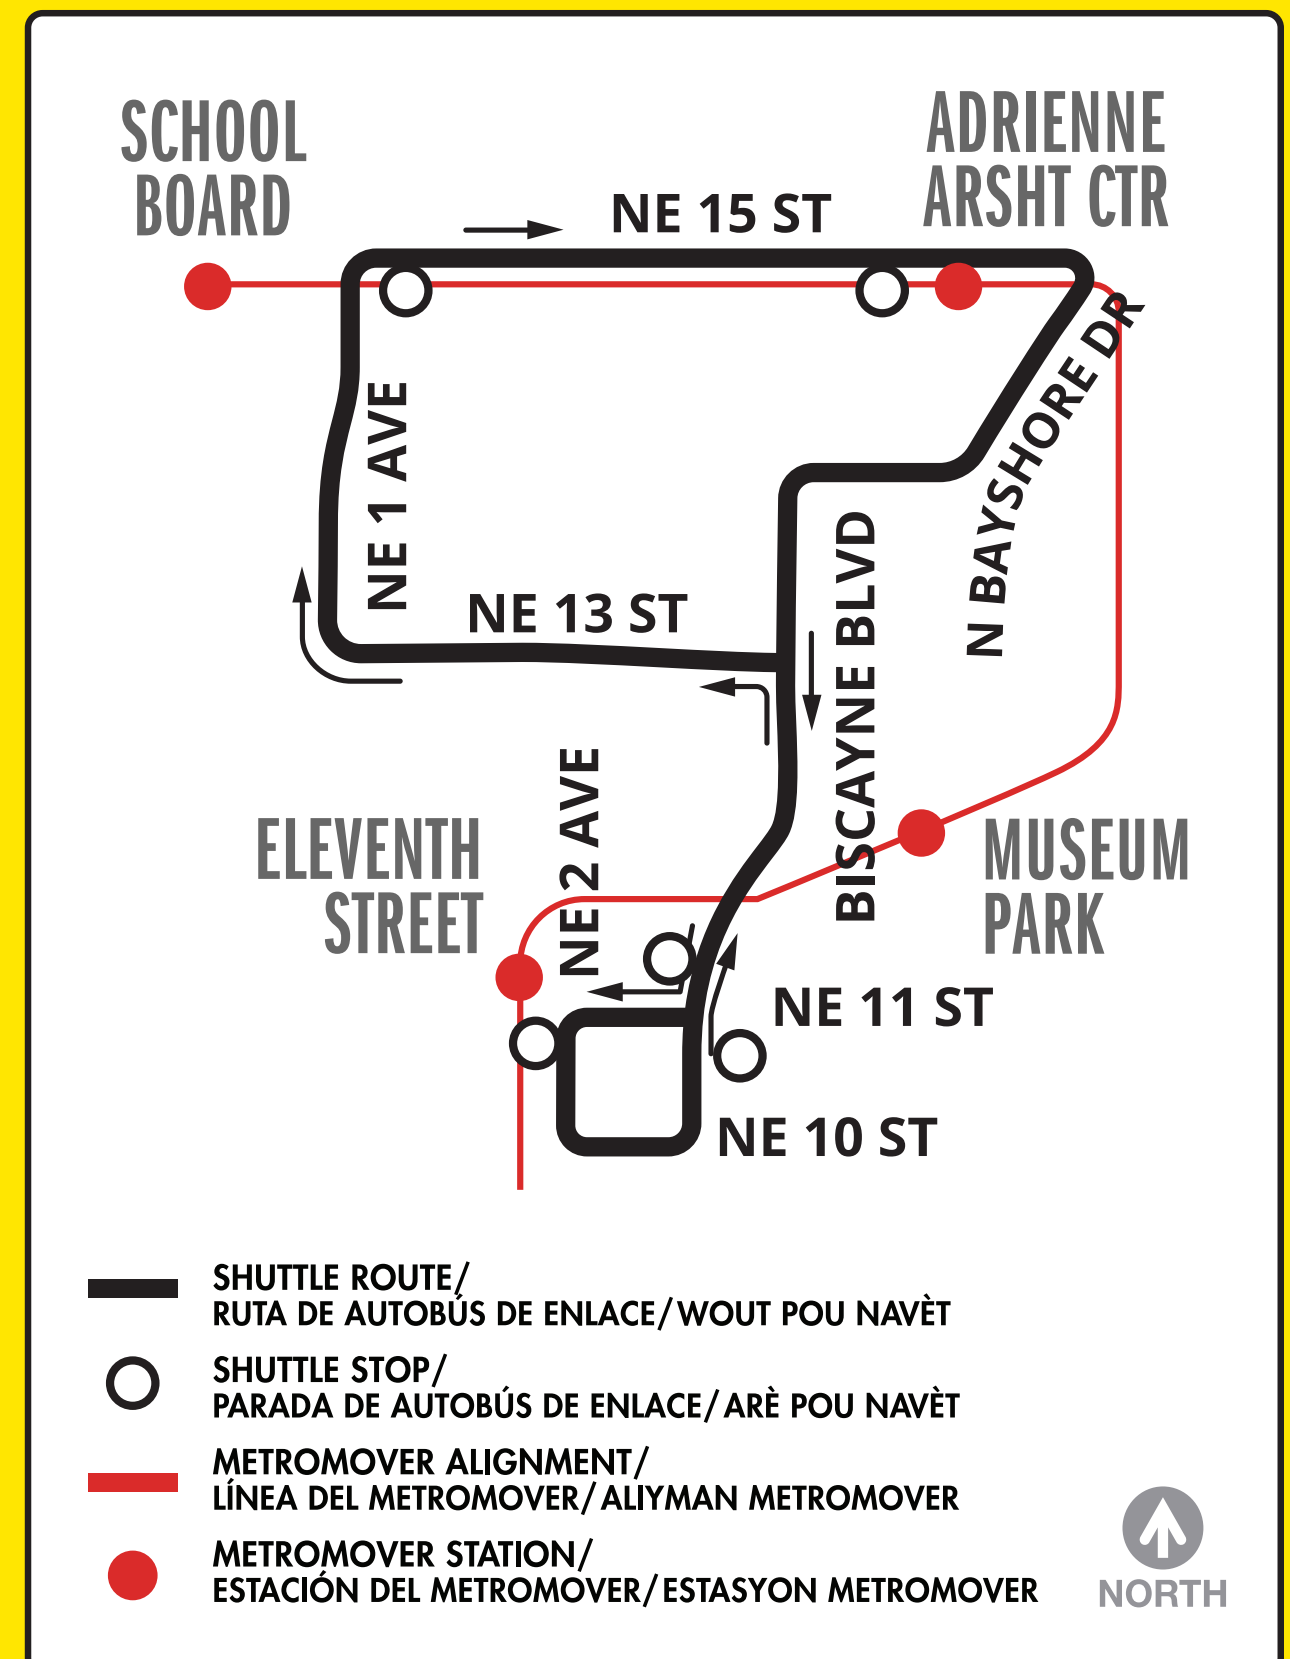 SCHOOL
BOARD
ADRIENNE
ARSHT CTR
NE 15 ST
N BAYSHORE DR
NE 1 AVE
BISCAYNE BLVD
NE 13 ST
NE 2 AVE
ELEVENTH
STREET
MUSEUM
PARK
NE 11 ST
NE 10 ST
SHUTTLE ROUTE/
RUTA DE AUTOBÚS DE ENLACE/WOUT POU NAVÈT
SHUTTLE STOP/
PARADA DE AUTOBÚS DE ENLACE/ARÈ POU NAVÈT
METROMOVER ALIGNMENT/
LÍNEA DEL METROMOVER/ALIYMAN METROMOVER
METROMOVER STATION/
ESTACIÓN DEL METROMOVER/ESTASYON METROMOVER
NORTH